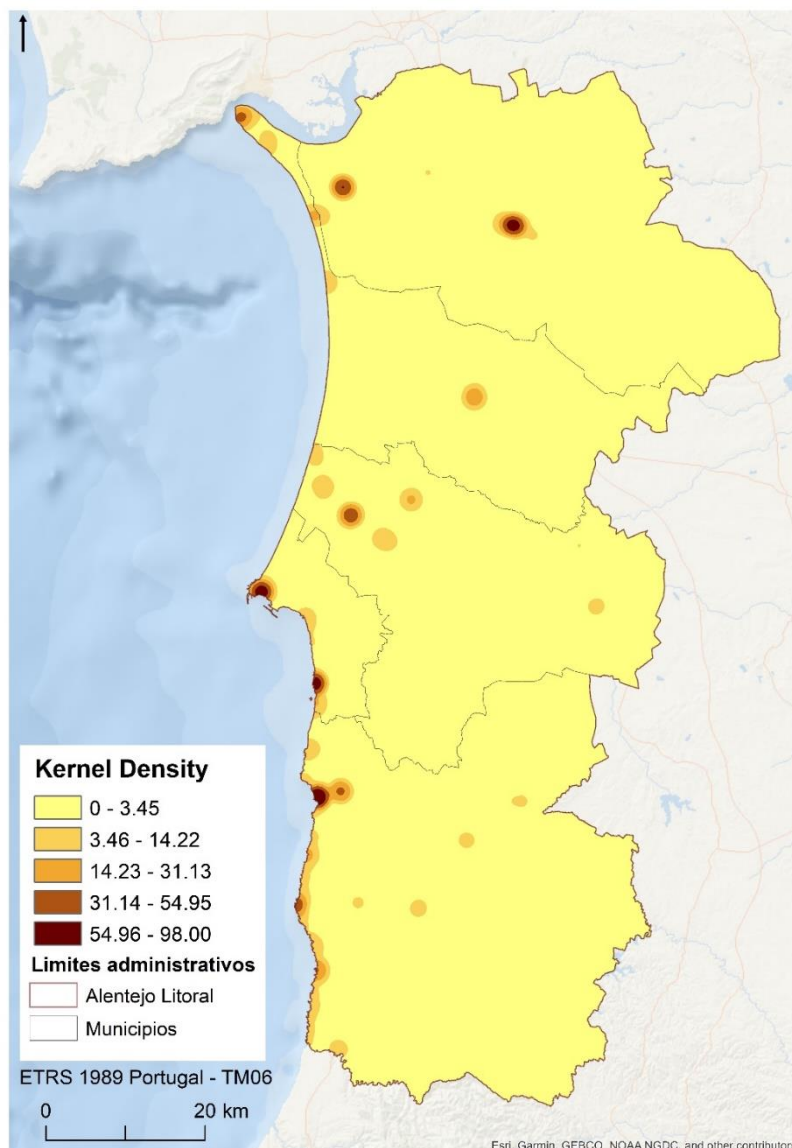 Kernel Density
0 - 3.45
3.46 - 14.22
14.23 - 31.13
31.14 - 54.95
54.96 - 98.00
Limites administrativos
Alentejo Litoral
Municipios
ETRS 1989 Portugal - TM06
0 20 km
Esri, Garmin, GEBCO, NOAA NGDC, and other contributors